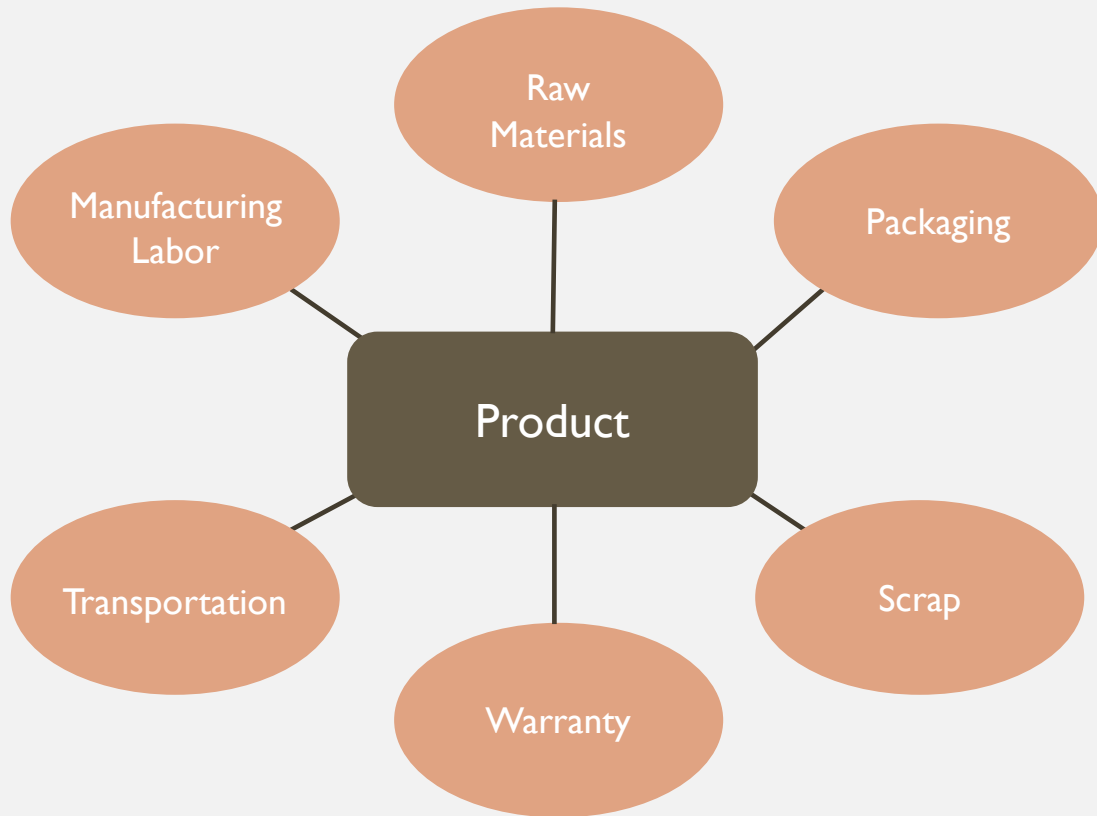 Raw
Materials
Manufacturing
Labor
Packaging
Product
Transportation
Scrap
Warranty